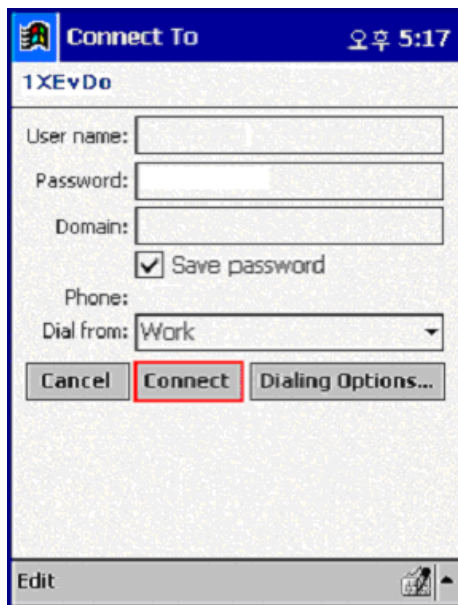 Connect To 오후 5:17
1XEvDo
User name:
Password:
Domain:
Save password
Phone:
Dial from: Work
Cancel Connect Dialing Options...
Edit